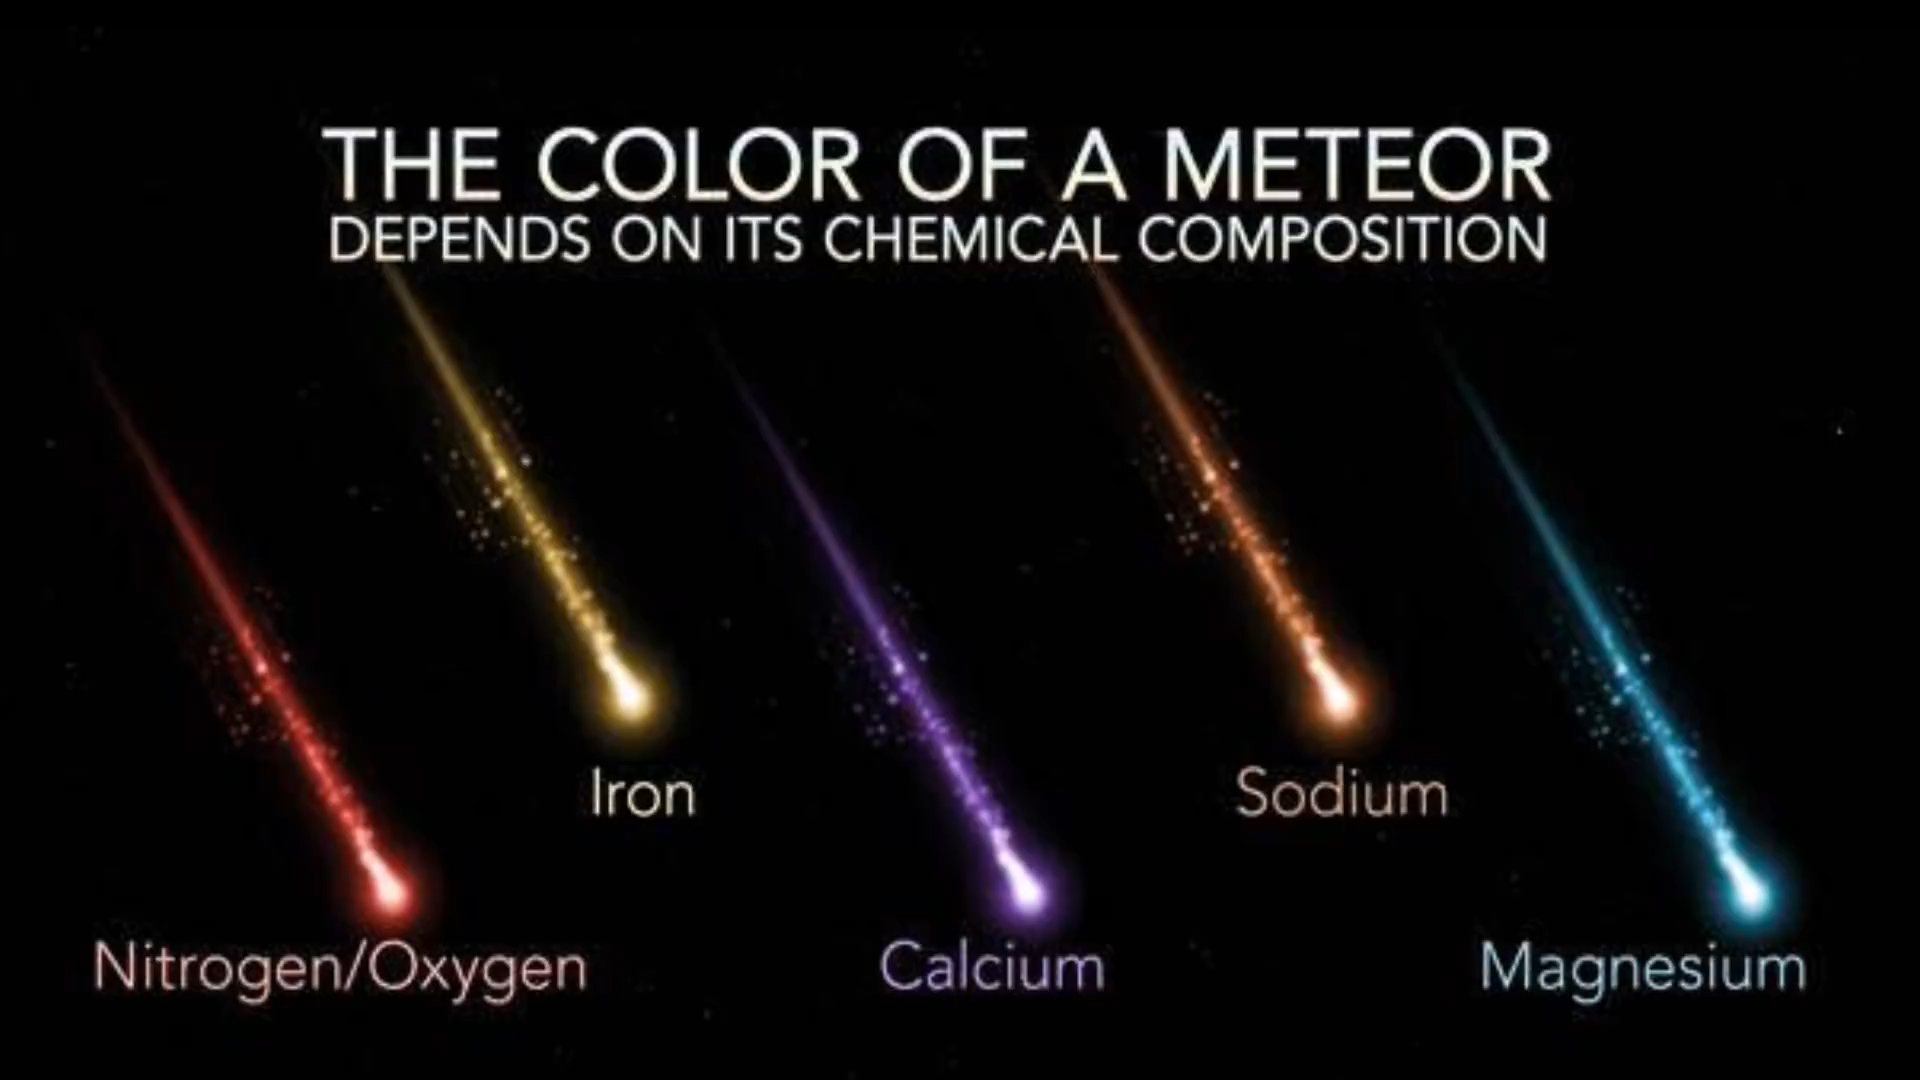 THE COLOR OF A METEOR
DEPENDS ON ITS CHEMICAL COMPOSITION
Iron
Sodium
Nitrogen/Oxygen
Calcium
Magnesium